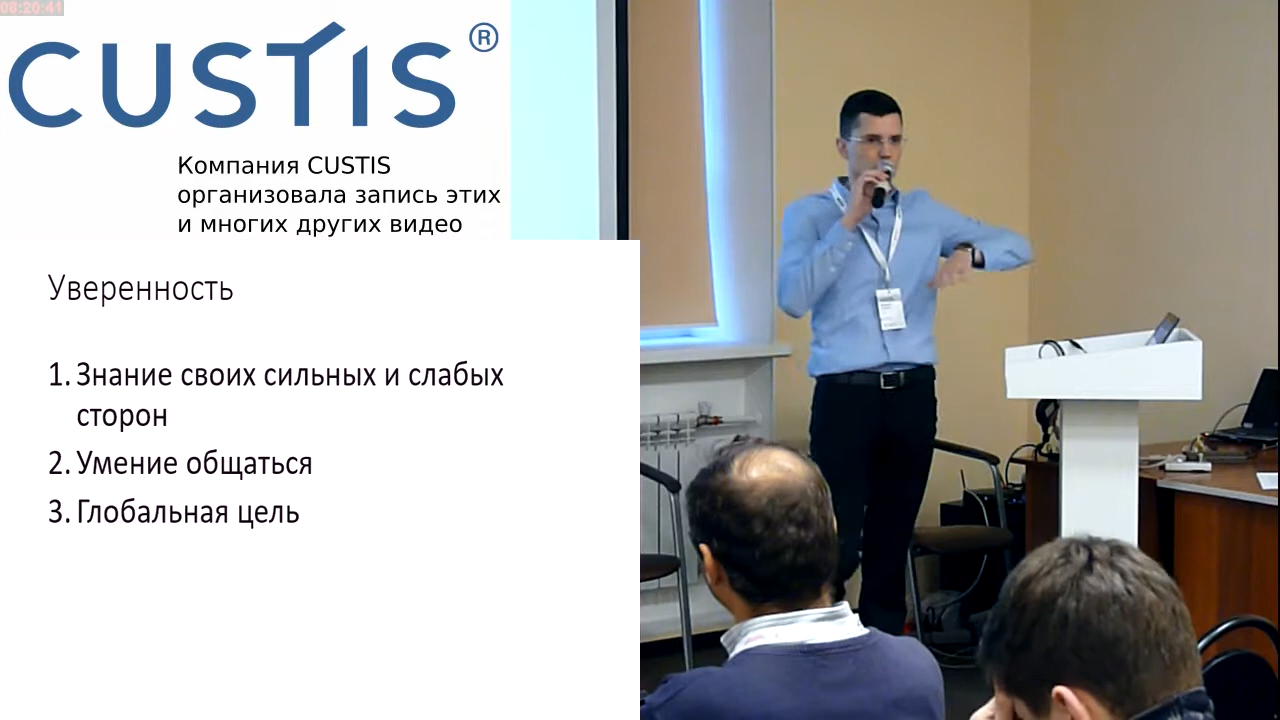 08:20:41
CUSTIS®
Компания CUSTIS
организовала запись этих
и многих других видео
Уверенность
1. Знание своих сильных и слабых
сторон
2. Умение общаться
3. Глобальная цель